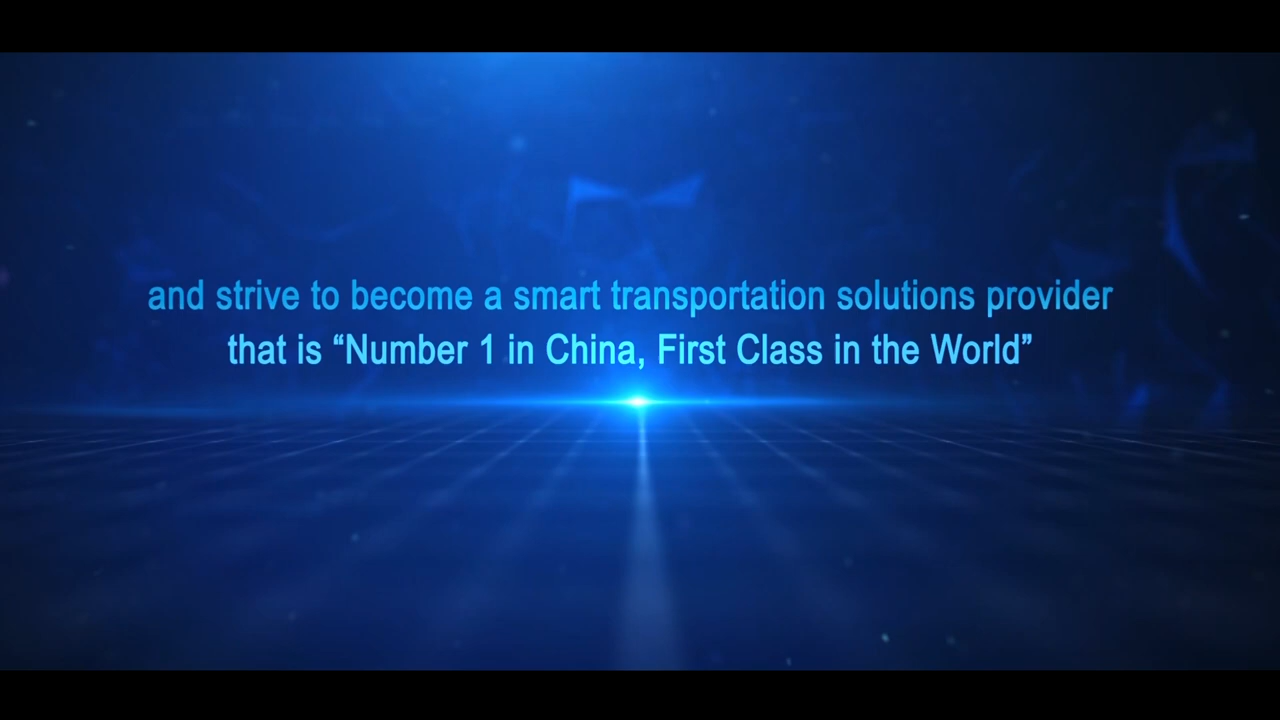 and strive to become a smart transportation solutions provider
that is “Number 1 in China, First Class in the World”